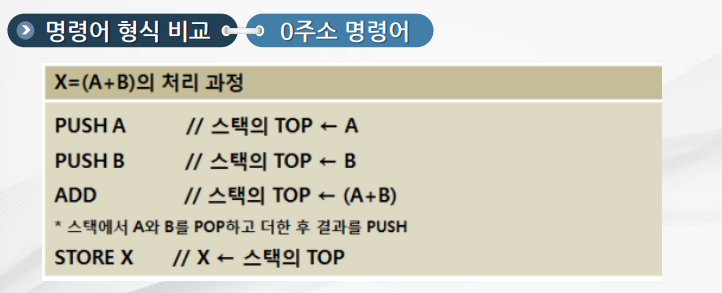 명령어 형식 비교 0주소 명령어
X=(A+B)의 처리 과정
PUSH A // 스택의 TOP ← A
PUSH B // 스택의 TOP ← B
ADD // 스택의 TOP ← (A+B)
* 스택에서 A와 B를 POP하고 더한 후 결과를 PUSH
STORE X // X ← 스택의 TOP